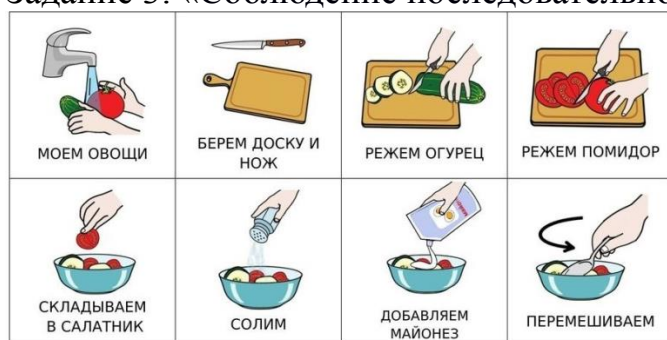 МОЕМ ОВОЩИ
БЕРЕМ ДОСКУ И
НОЖ
РЕЖЕМ ОГУРЕЦ
РЕЖЕМ ПОМИДОР
СКЛАДЫВАЕМ
В САЛАТНИК
СОЛИМ
ДОБАВЛЯЕМ
МАЙОНЕЗ
ПЕРЕМЕШИВАЕМ